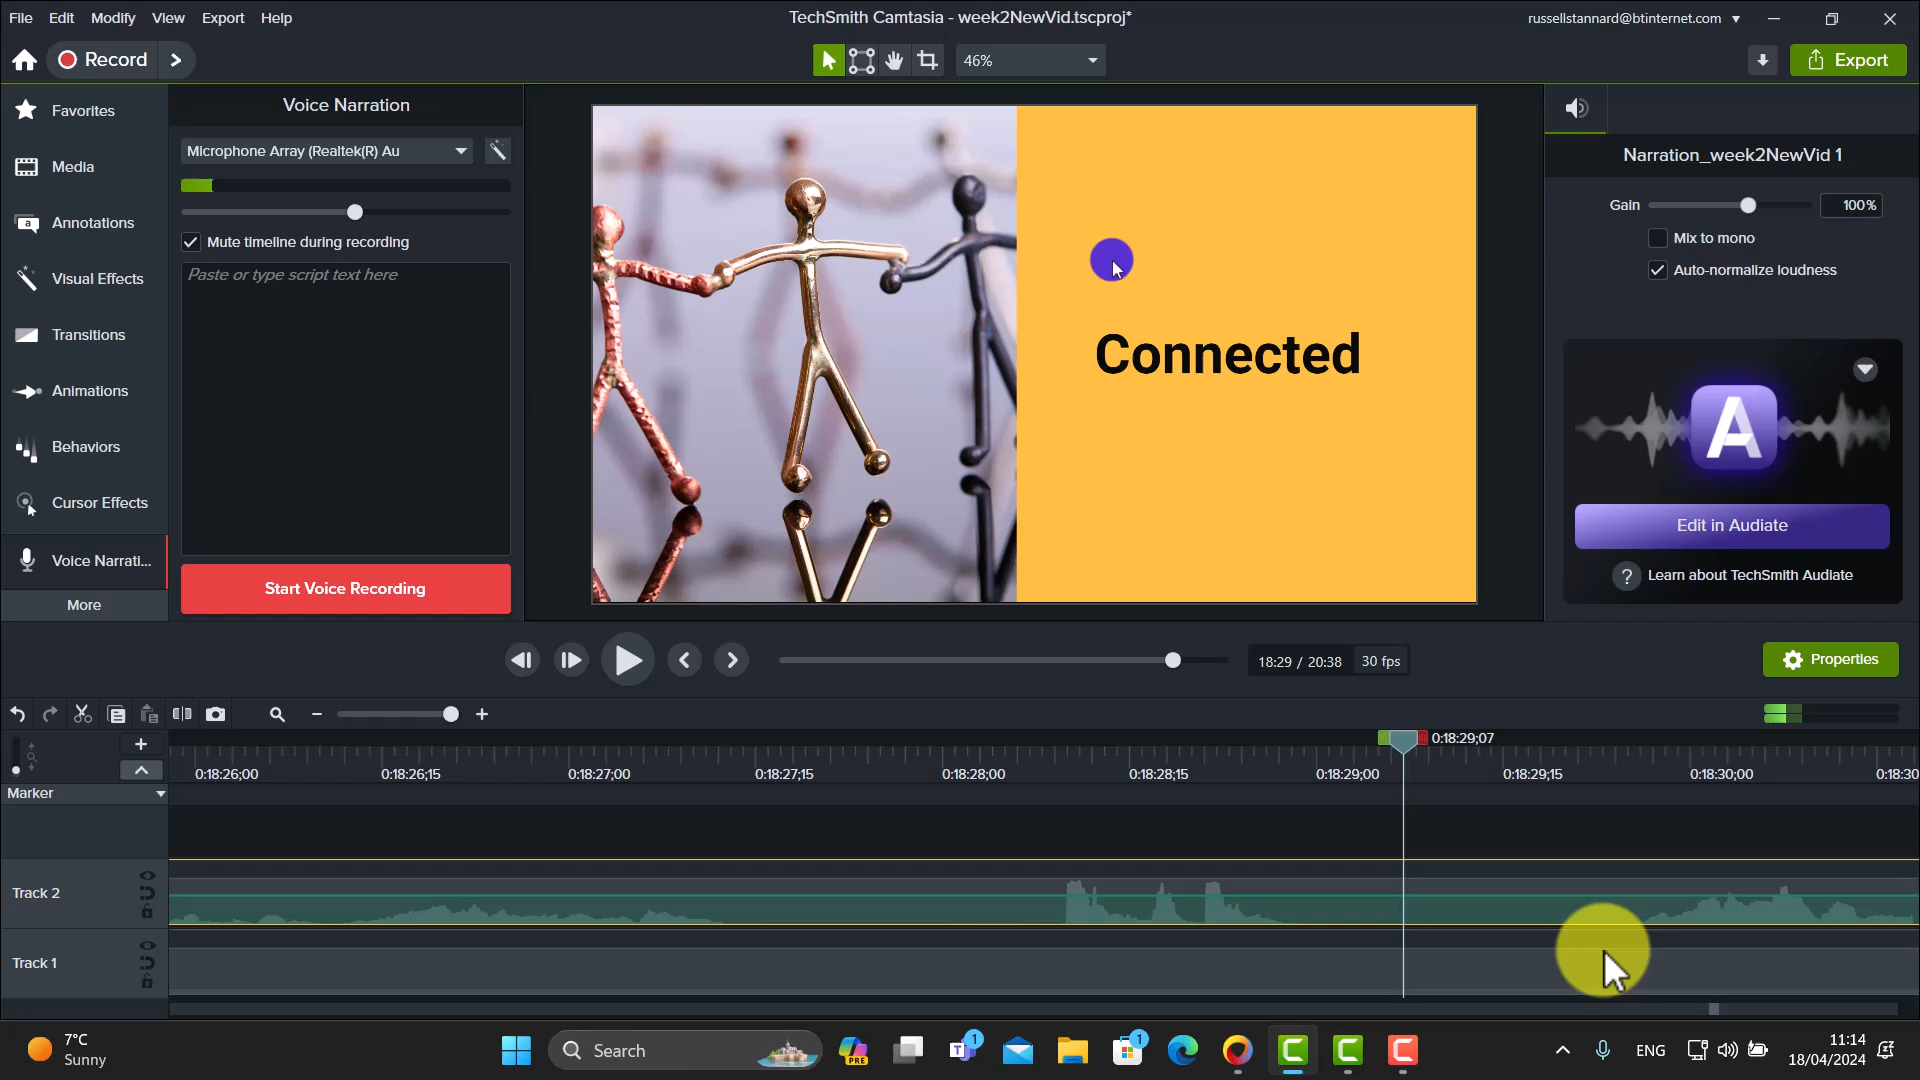 File Edit Modify View Export Help
TechSmith Camtasia - week2NewVid.tscproj*
russellstannard@btinternet.com
Record
46%
Export
Favorites
Media
Annotations
Visual Effects
Transitions
Animations
Behaviors
Cursor Effects
Voice Narrati...
More
Voice Narration
Microphone Array (Realtek(R) Au
Mute timeline during recording
Paste or type script text here
Start Voice Recording
Connected
Narration_week2NewVid 1
Gain 100%
Mix to mono
Auto-normalize loudness
A
Edit in Audiate
? Learn about TechSmith Audiate
18:29 / 20:38 30 fps
Properties
0:18:29;07
0:18:26;00 0:18:26;15 0:18:27;00 0:18:27;15 0:18:28;00 0:18:28;15 0:18:29;00 0:18:29;15 0:18:30;00 0:18:30
Marker
Track 2
Track 1
7°C
Sunny
Search
PRE
1
1
ENG
11:14
18/04/2024